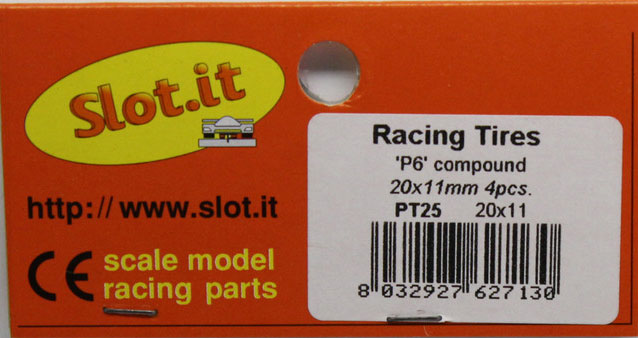 Slot.it
http://www.slot.it
CE scale model
racing parts
Racing Tires
'P6' compound
20x11mm 4pcs.
PT25 20x11
8 032927 627130